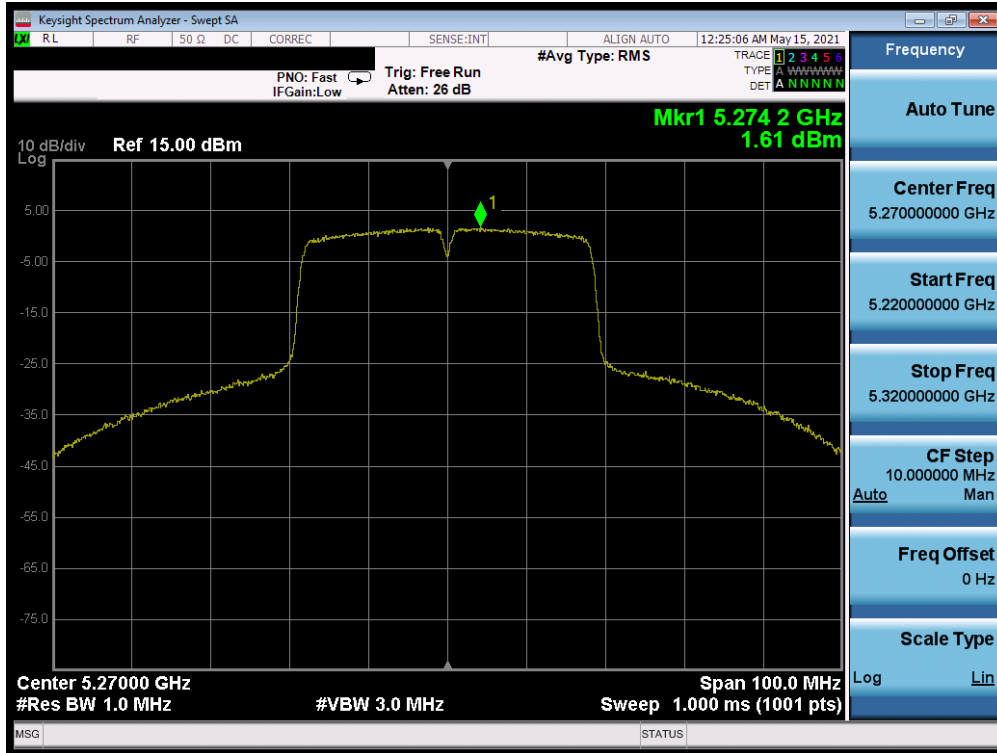 Keysight Spectrum Analyzer - Swept SA
LXI RL RF 50 Ω DC CORREC SENSE:INT ALIGN AUTO 12:25:06 AM May 15, 2021
PNO: Fast
IFGain:Low
Trig: Free Run
Atten: 26 dB
#Avg Type: RMS
TRACE 1 2 3 4 5 6
TYPE A WWWWW
DET A N N N N N
Mkr1 5.274 2 GHz
1.61 dBm
10 dB/div Ref 15.00 dBm
Log
1
5.00
-5.00
-15.0
-25.0
-35.0
-45.0
-55.0
-65.0
-75.0
Center 5.27000 GHz Span 100.0 MHz
#Res BW 1.0 MHz #VBW 3.0 MHz Sweep 1.000 ms (1001 pts)
MSG STATUS
Frequency
Auto Tune
Center Freq
5.270000000 GHz
Start Freq
5.220000000 GHz
Stop Freq
5.320000000 GHz
CF Step
10.000000 MHz
Auto Man
Freq Offset
0 Hz
Scale Type
Log Lin